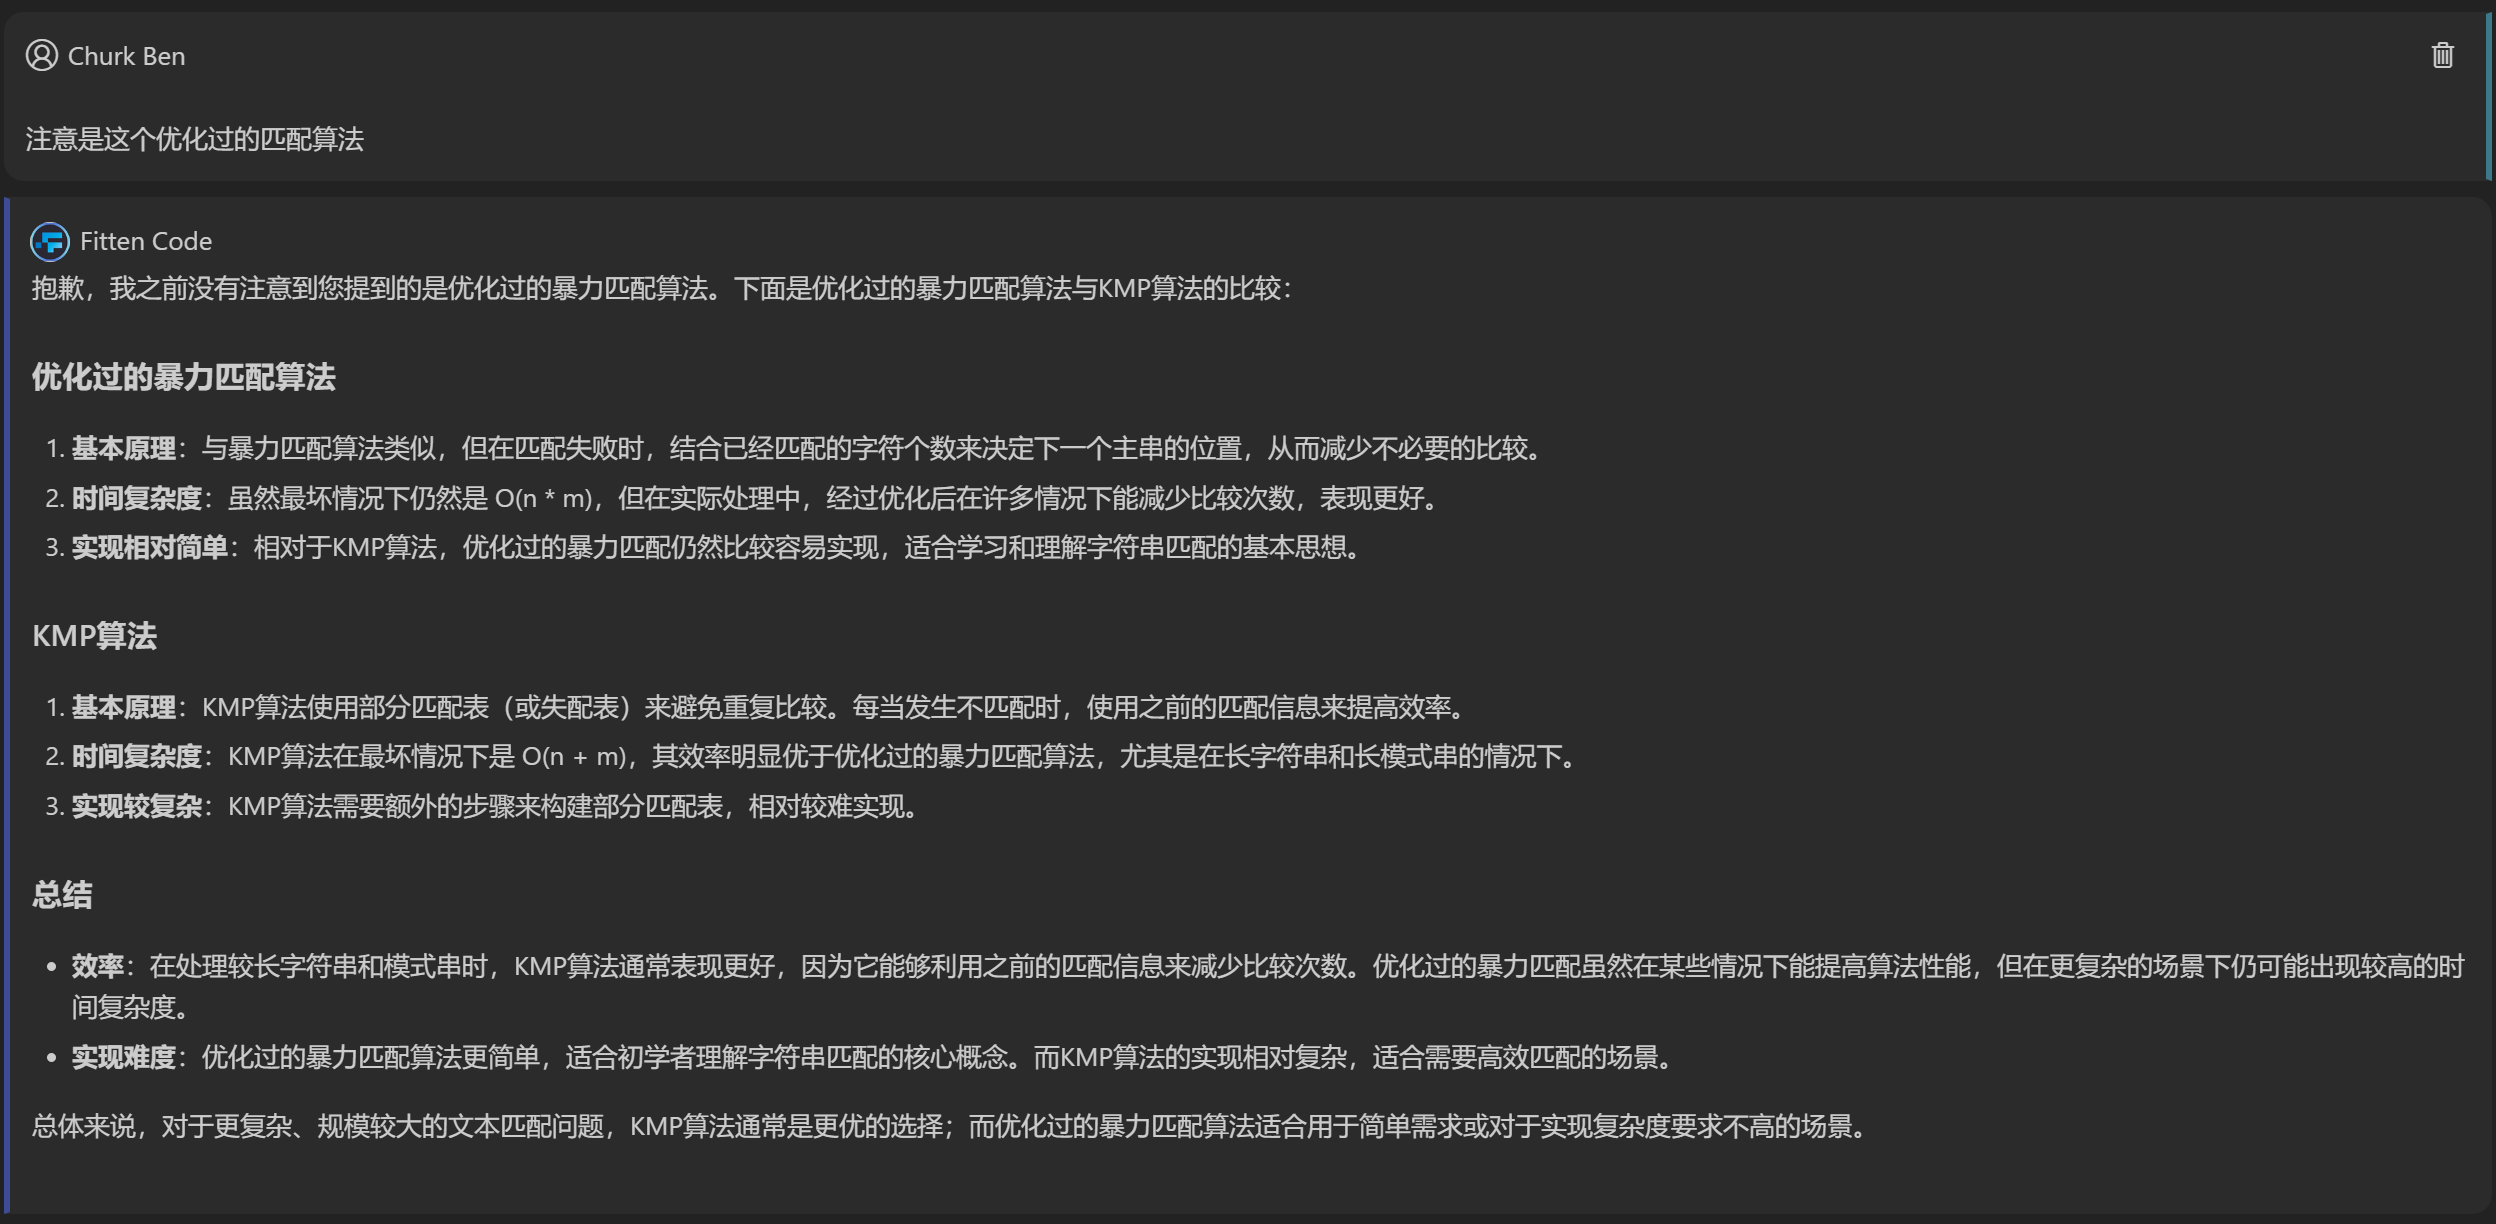 Churk Ben
注意是这个优化过的匹配算法
Fitten Code
抱歉，我之前没有注意到您提到的是优化过的暴力匹配算法。下面是优化过的暴力匹配算法与KMP算法的比较：
优化过的暴力匹配算法
1. 基本原理：与暴力匹配算法类似，但在匹配失败时，结合已经匹配的字符个数来决定下一个主串的位置，从而减少不必要的比较。
2. 时间复杂度：虽然最坏情况下仍然是 O(n * m)，但在实际处理中，经过优化后在许多情况下能减少比较次数，表现更好。
3. 实现相对简单：相对于KMP算法，优化过的暴力匹配仍然比较容易实现，适合学习和理解字符串匹配的基本思想。
KMP算法
1. 基本原理：KMP算法使用部分匹配表（或失配表）来避免重复比较。每当发生不匹配时，使用之前的匹配信息来提高效率。
2. 时间复杂度：KMP算法在最坏情况下是 O(n + m)，其效率明显优于优化过的暴力匹配算法，尤其是在长字符串和长模式串的情况下。
3. 实现较复杂：KMP算法需要额外的步骤来构建部分匹配表，相对较难实现。
总结
• 效率：在处理较长字符串和模式串时，KMP算法通常表现更好，因为它能够利用之前的匹配信息来减少比较次数。优化过的暴力匹配虽然在某些情况下能提高算法性能，但在更复杂的场景下仍可能出现较高的时
间复杂度。
• 实现难度：优化过的暴力匹配算法更简单，适合初学者理解字符串匹配的核心概念。而KMP算法的实现相对复杂，适合需要高效匹配的场景。
总体来说，对于更复杂、规模较大的文本匹配问题，KMP算法通常是更优的选择；而优化过的暴力匹配算法适合用于简单需求或对于实现复杂度要求不高的场景。